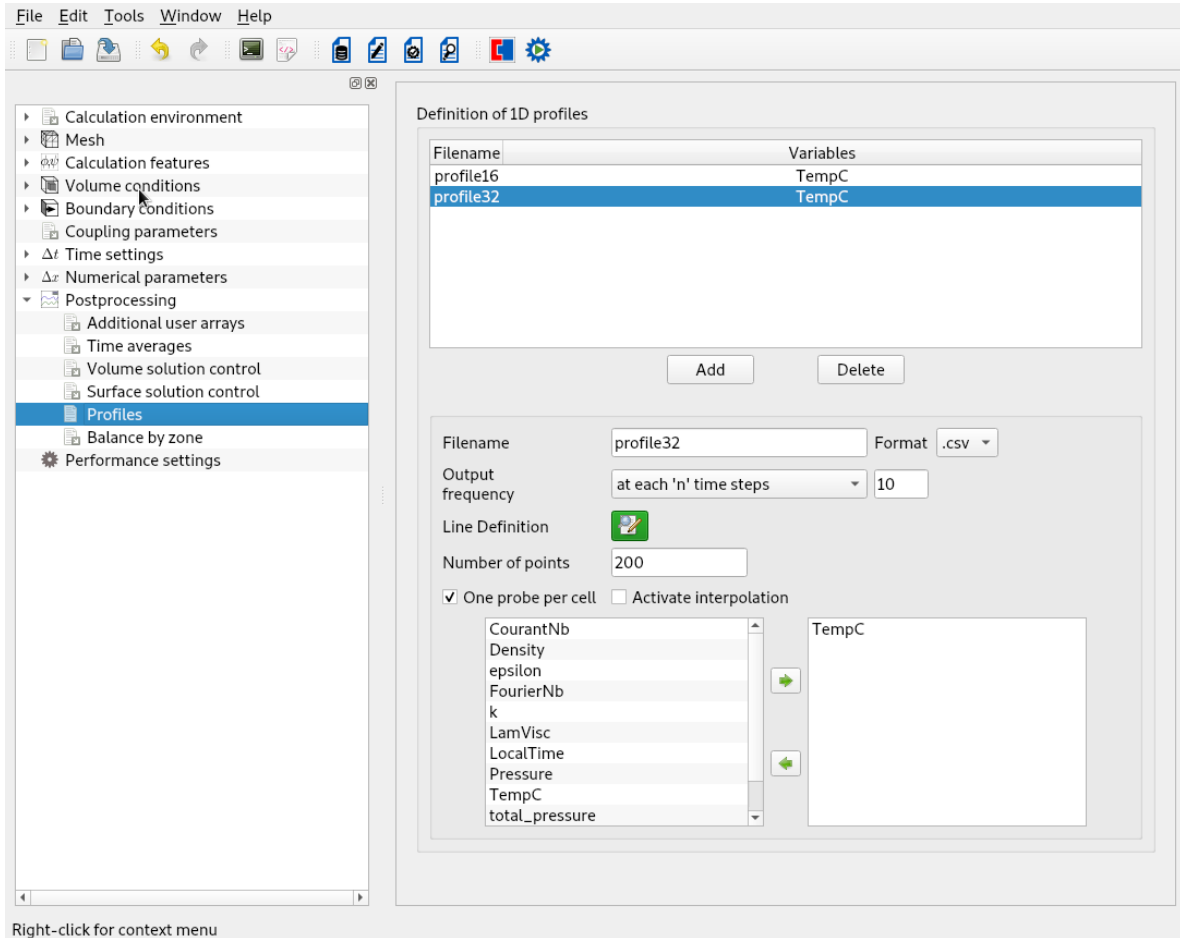 File Edit Tools Window Help
Calculation environment
Mesh
Calculation features
Volume conditions
Boundary conditions
Coupling parameters
Δt Time settings
Δx Numerical parameters
Postprocessing
Additional user arrays
Time averages
Volume solution control
Surface solution control
Profiles
Balance by zone
Performance settings
Definition of 1D profiles
Filename Variables
profile16 TempC
profile32 TempC
Add Delete
Filename profile32 Format .csv
Output
frequency
at each 'n' time steps 10
Line Definition
Number of points 200
One probe per cell Activate interpolation
CourantNb
Density
epsilon
FourierNb
k
LamVisc
LocalTime
Pressure
TempC
total_pressure
TempC
Right-click for context menu